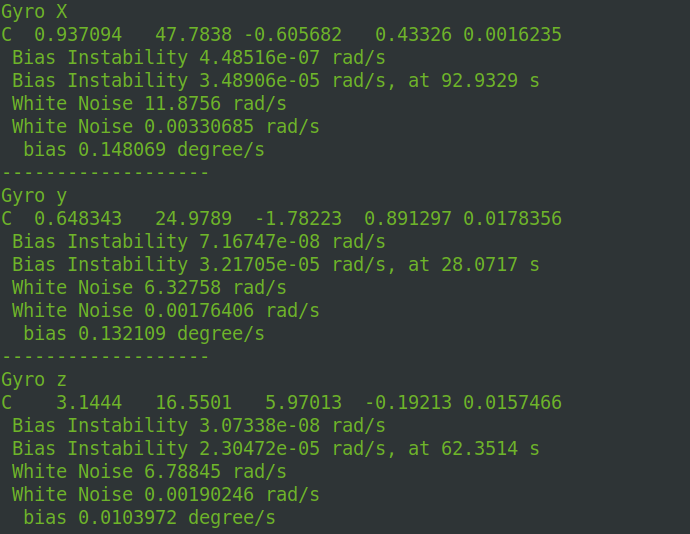 Gyro X
C  0.937094   47.7838 -0.605682   0.43326 0.0016235
 Bias Instability 4.48516e-07 rad/s
 Bias Instability 3.48906e-05 rad/s, at 92.9329 s
 White Noise 11.8756 rad/s
 White Noise 0.00330685 rad/s
  bias 0.148069 degree/s
-------------------
Gyro y
C  0.648343   24.9789  -1.78223  0.891297 0.0178356
 Bias Instability 7.16747e-08 rad/s
 Bias Instability 3.21705e-05 rad/s, at 28.0717 s
 White Noise 6.32758 rad/s
 White Noise 0.00176406 rad/s
  bias 0.132109 degree/s
-------------------
Gyro z
C    3.1444   16.5501   5.97013  -0.19213 0.0157466
 Bias Instability 3.07338e-08 rad/s
 Bias Instability 2.30472e-05 rad/s, at 62.3514 s
 White Noise 6.78845 rad/s
 White Noise 0.00190246 rad/s
  bias 0.0103972 degree/s